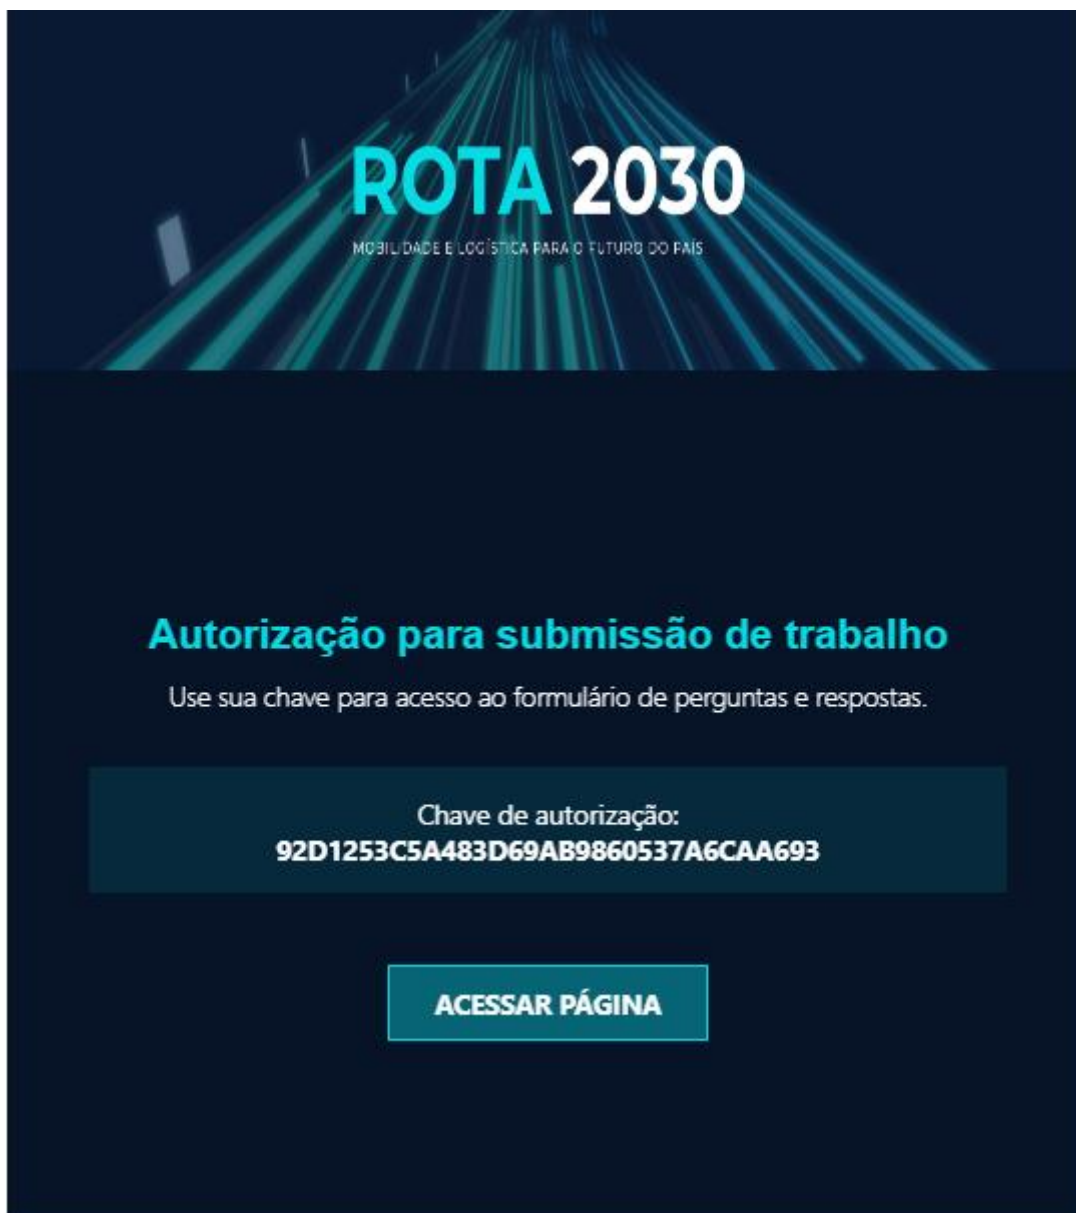 ROTA 2030
MOBILIDADE E LOGÍSTICA PARA O FUTURO DO PAÍS
Autorização para submissão de trabalho
Use sua chave para acesso ao formulário de perguntas e respostas.
Chave de autorização:
92D1253C5A483D69AB9860537A6CAA693
ACESSAR PÁGINA